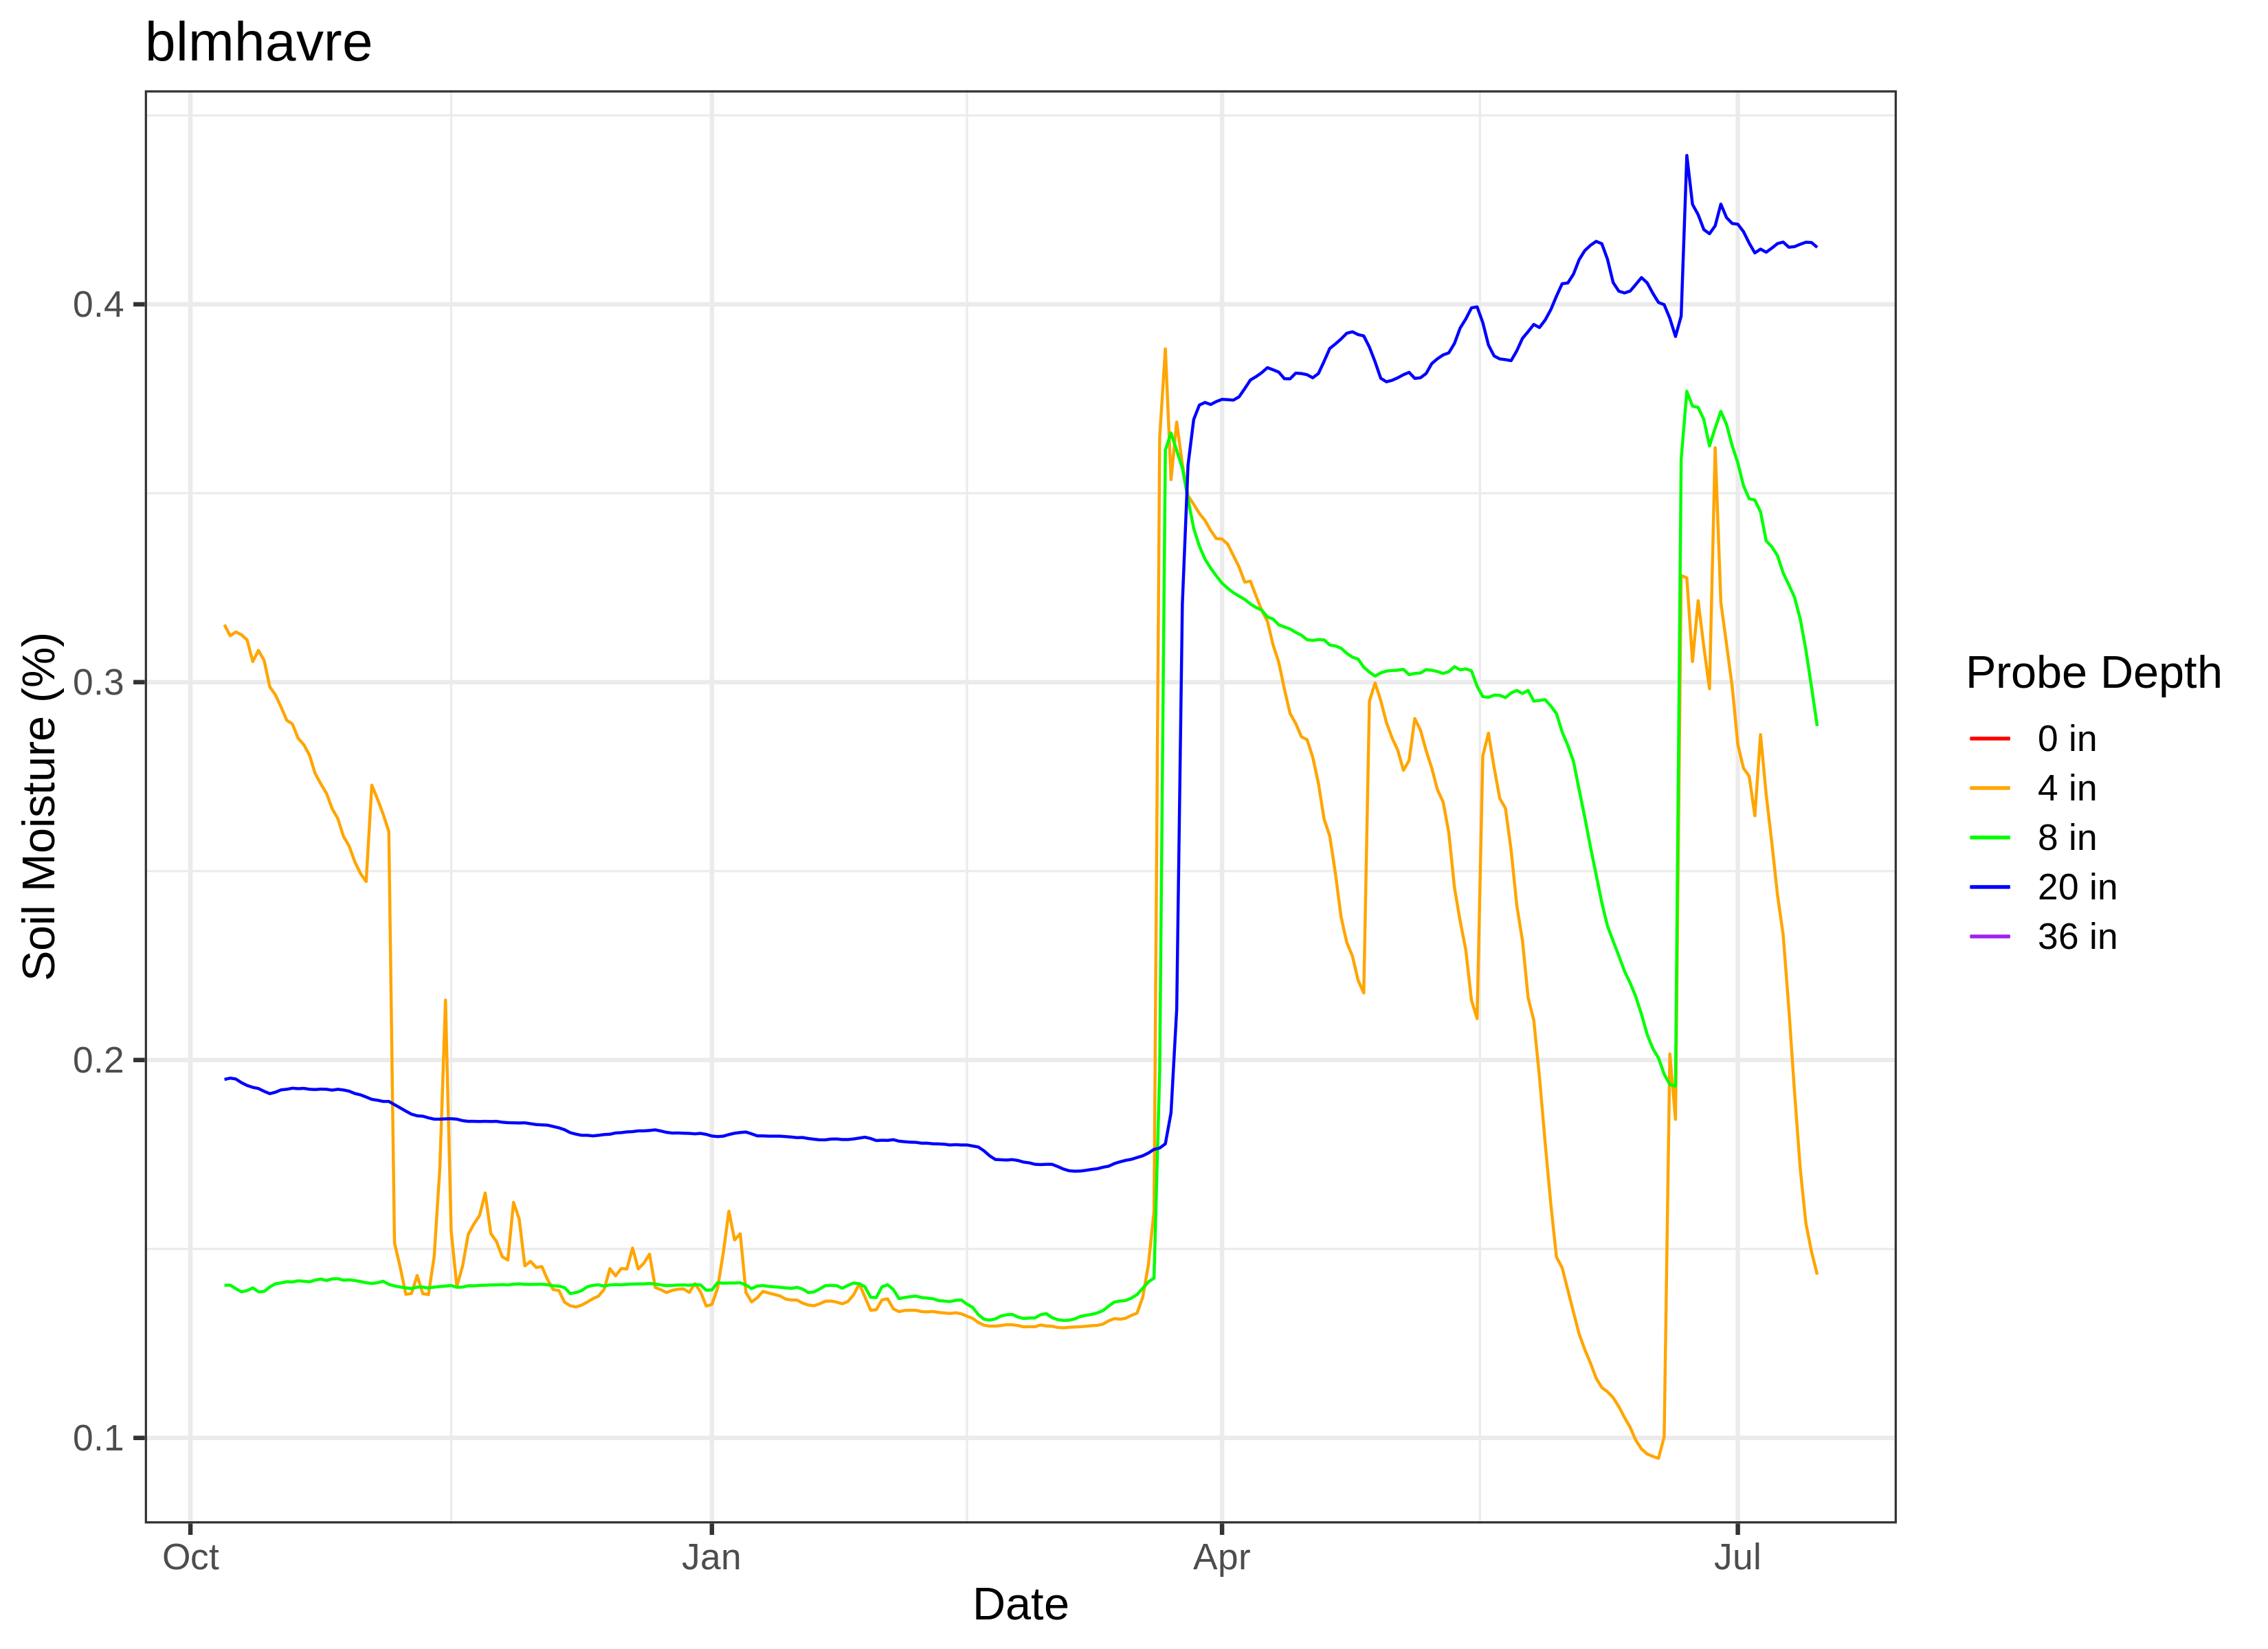 blmhavre
Soil Moisture (%)
0.4
0.3
0.2
0.1
Oct
Jan
Apr
Jul
Date
Probe Depth
0 in
4 in
8 in
20 in
36 in